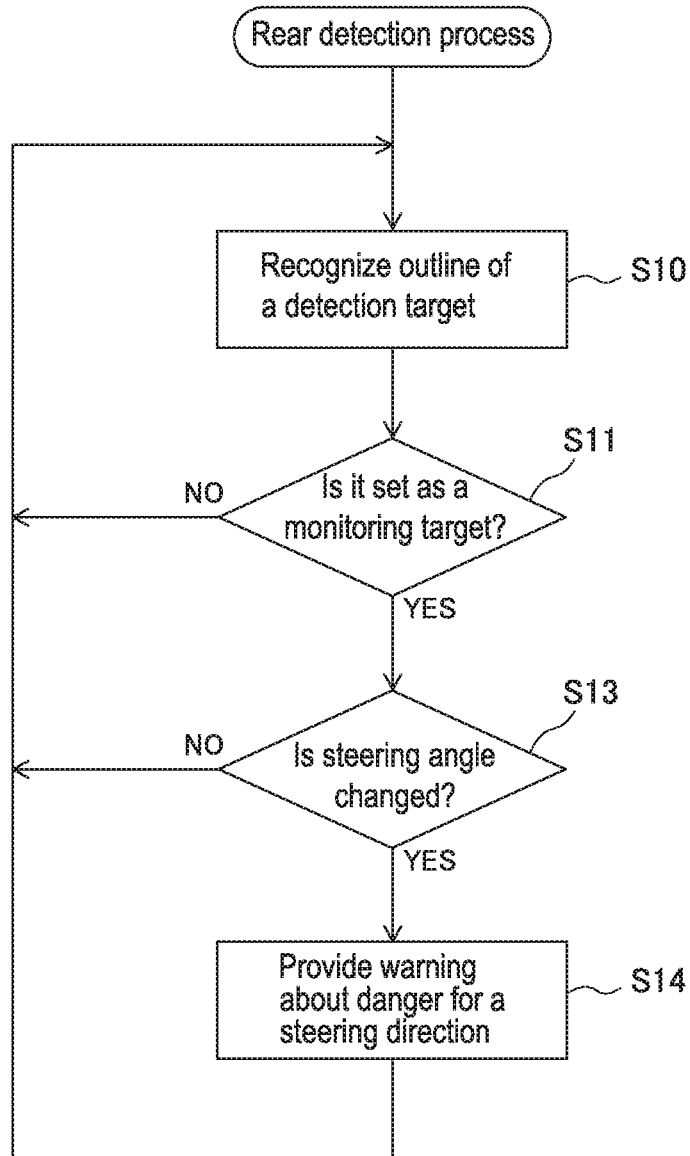 Rear detection process
Recognize outline of
a detection target
S10
S11
Is it set as a
monitoring target?
NO
YES
S13
Is steering angle
changed?
NO
YES
Provide warning
about danger for a
steering direction
S14